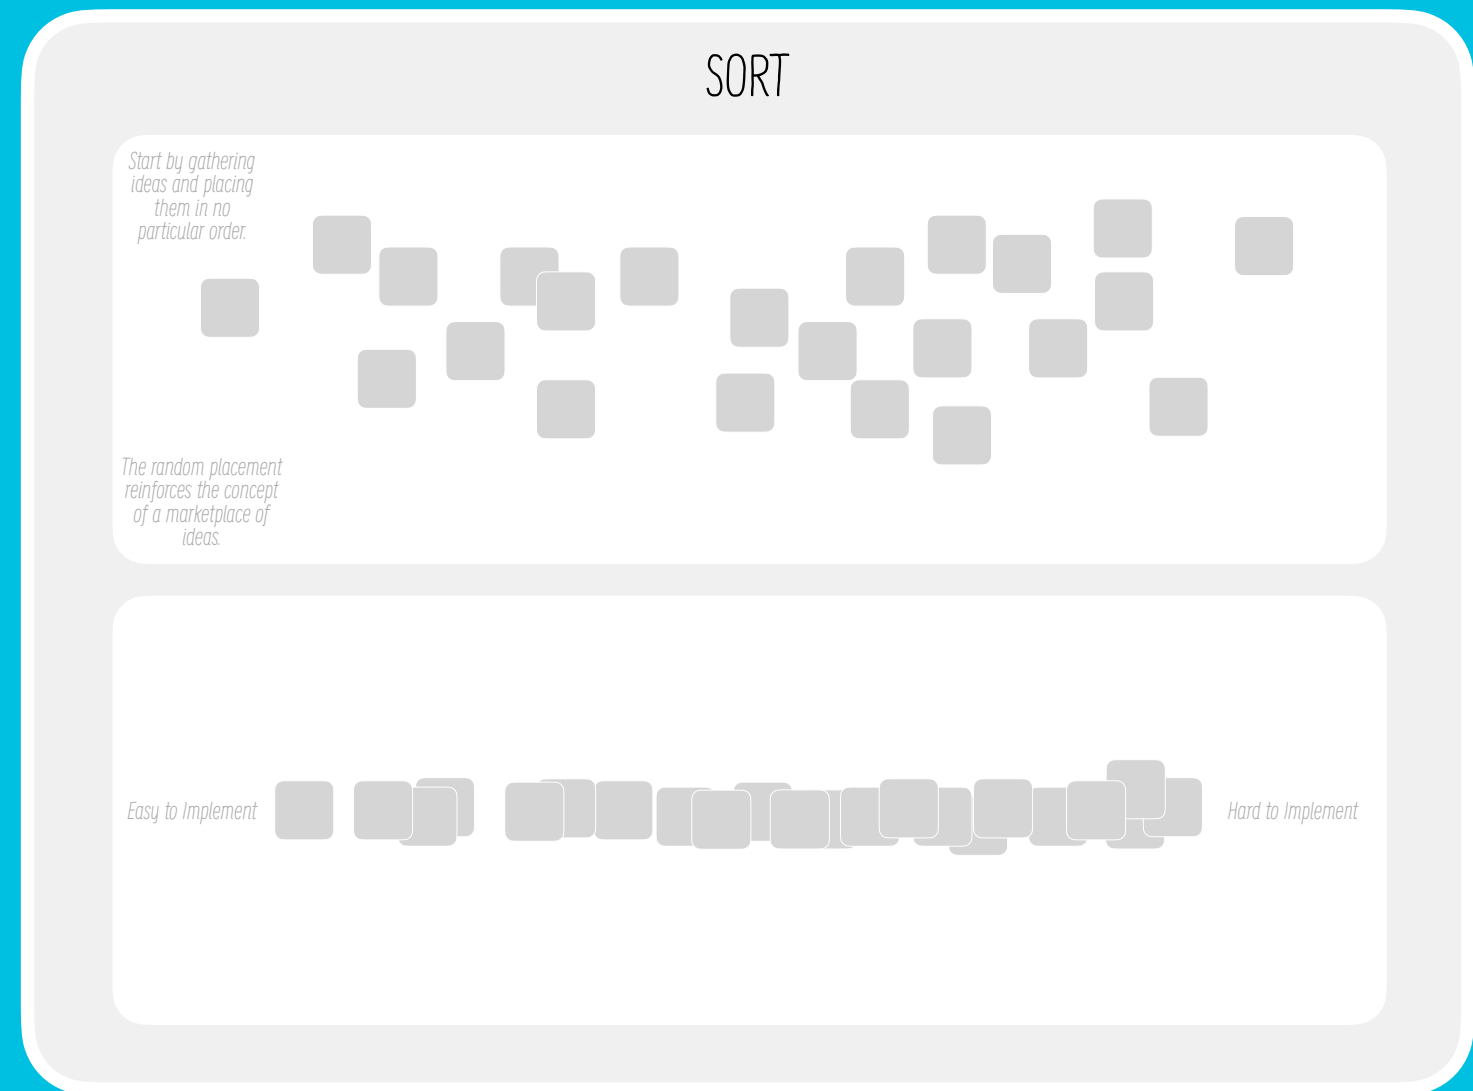 SORT
Start by gathering
ideas and placing
them in no
particular order.
The random placement
reinforces the concept
of a marketplace of
ideas.
Easy to Implement
Hard to Implement